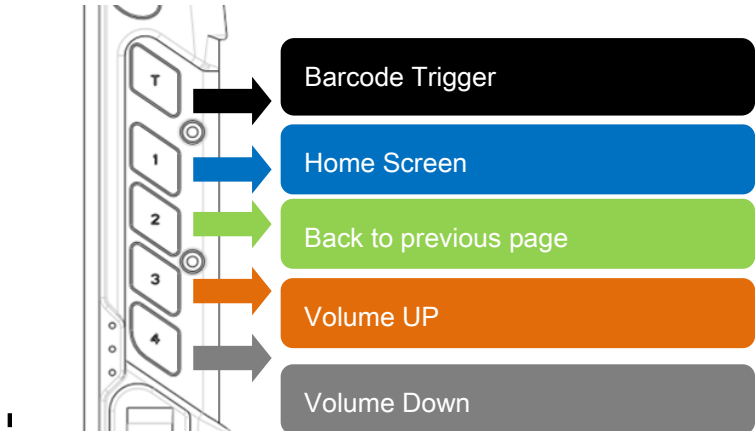 T
Barcode Trigger
1
Home Screen
2
Back to previous page
3
Volume UP
4
Volume Down